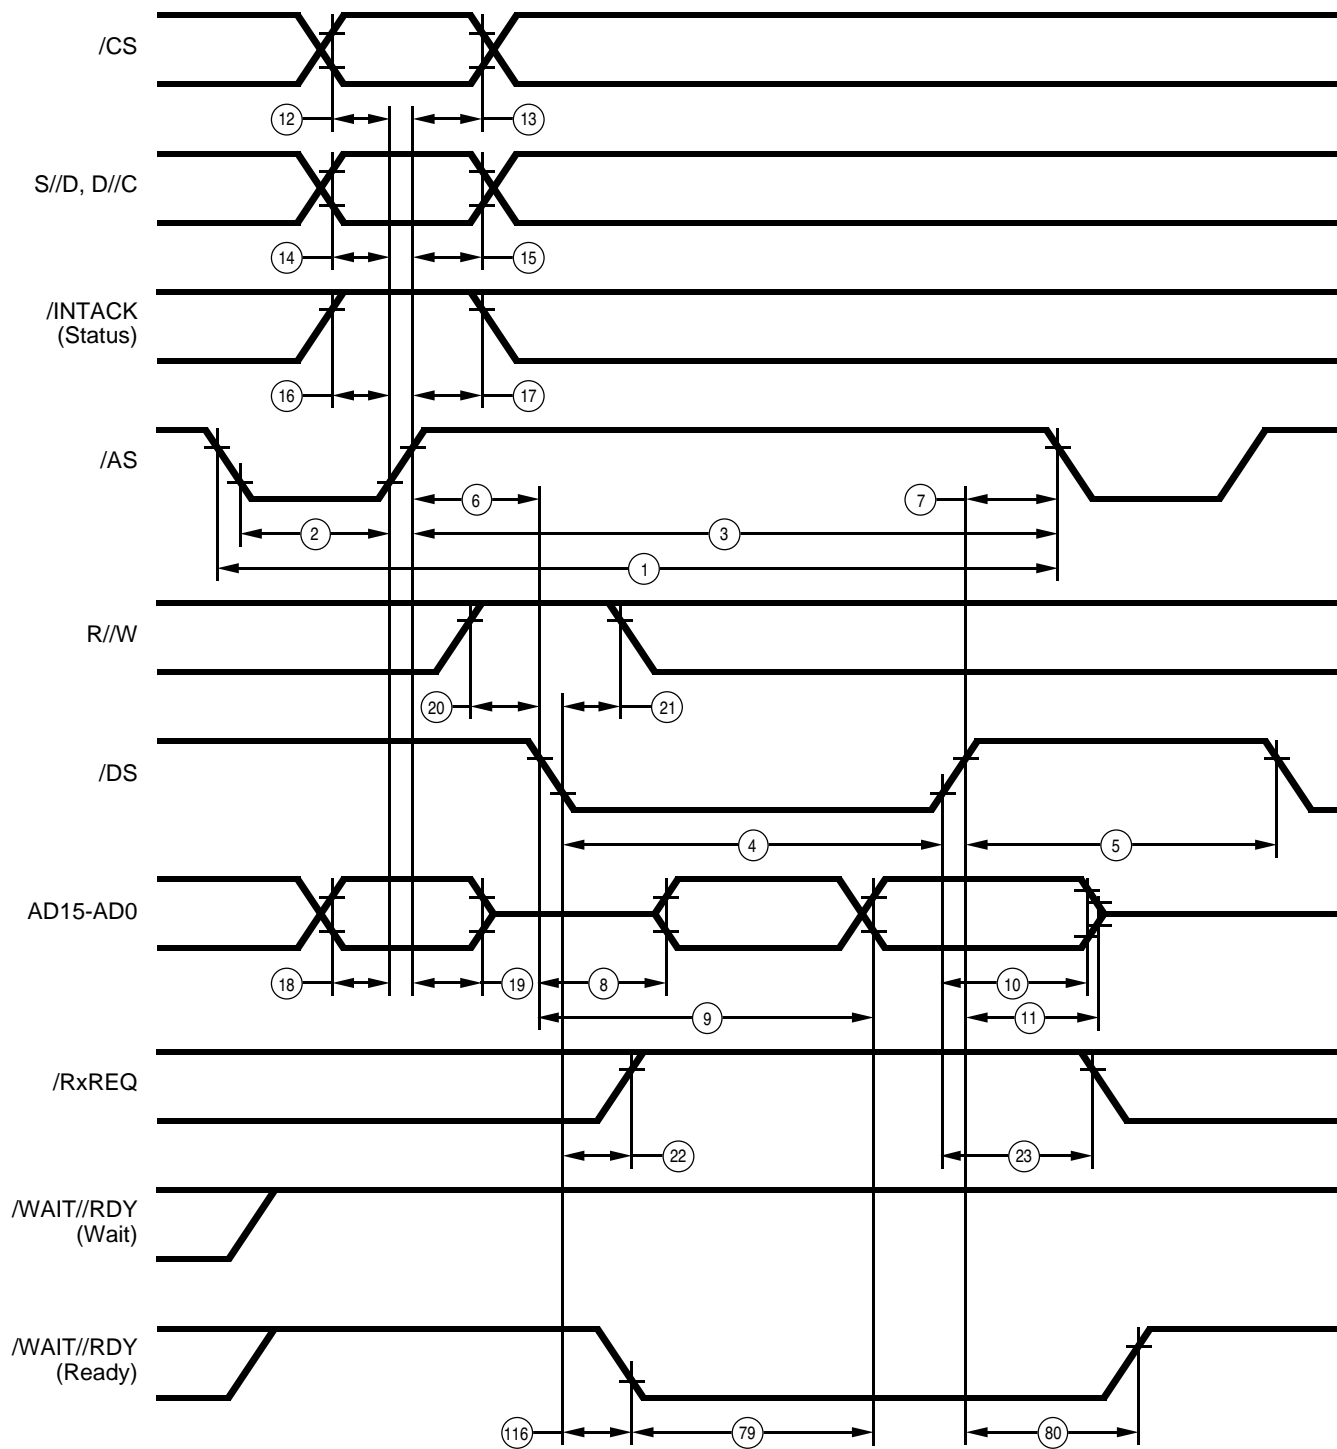 /CS
12
13
S//D, D//C
14
15
/INTACK
(Status)
16
17
/AS
6
7
2
3
1
R//W
20
21
/DS
4
5
AD15-AD0
18
19
8
10
9
11
/RxREQ
22
23
/WAIT//RDY
(Wait)
/WAIT//RDY
(Ready)
116
79
80